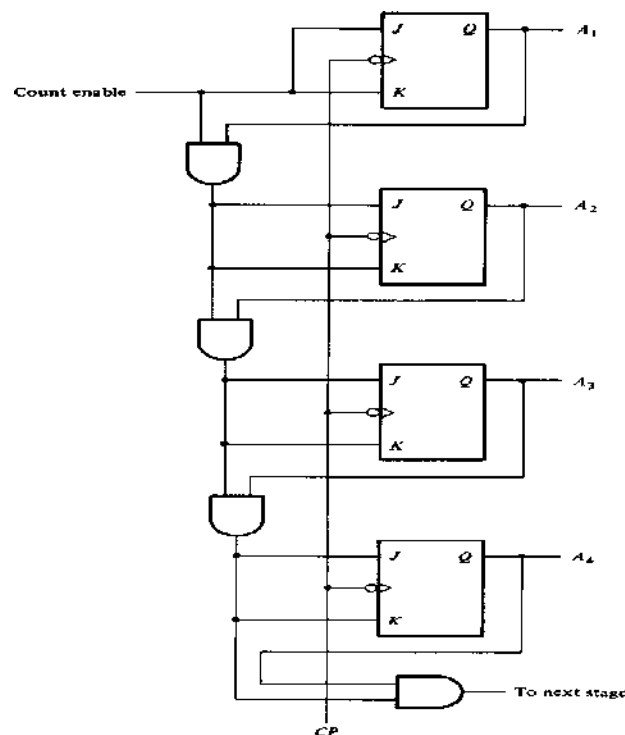 J Q A1
Count enable
K
J Q A2
K
J Q A3
K
J Q A4
K
To next stage
CP